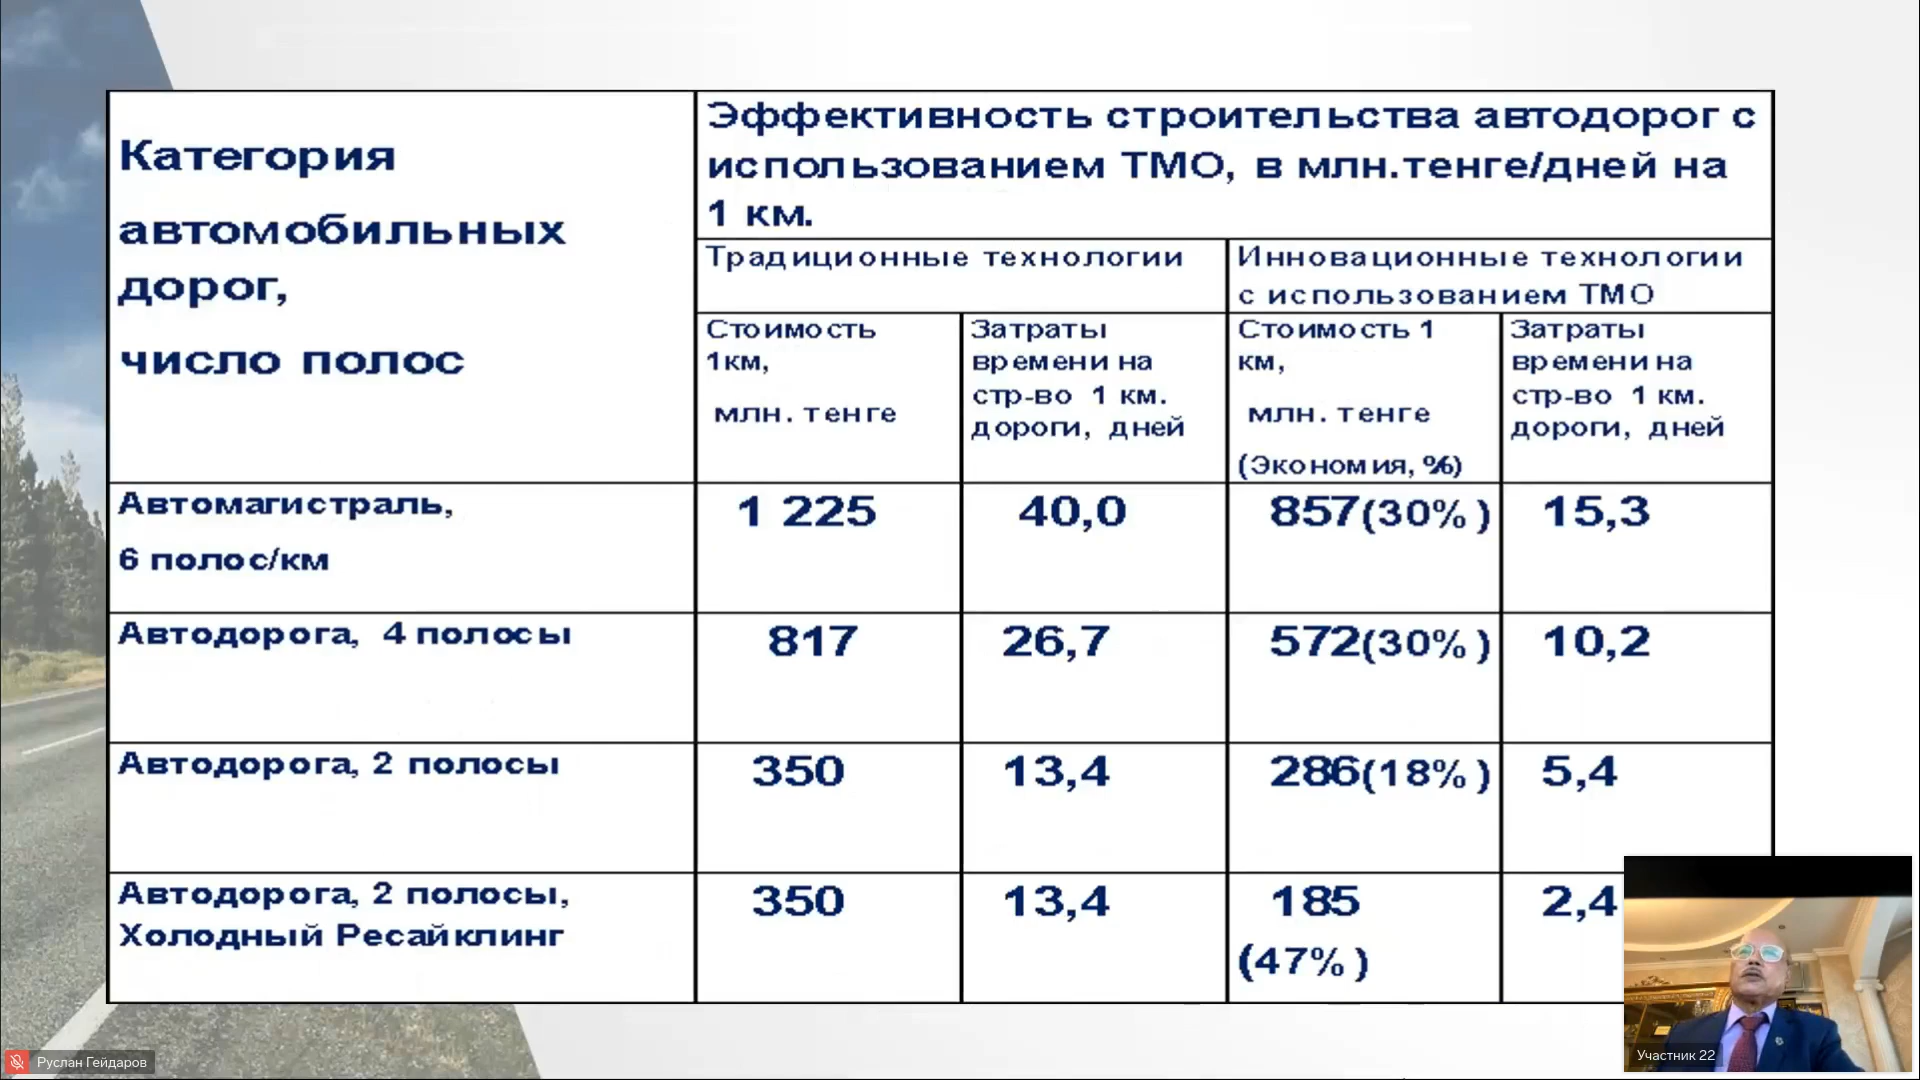 Категория
автомобильных
дорог,
число полос
Эффективность строительства автодорог с
использованием ТМО, в млн.тенге/дней на
1 км.
Традиционные технологии
Инновационные технологии
с использованием ТМО
Стоимость
1км,
млн. тенге
Затраты
времени на
стр-во 1 км.
дороги, дней
Стоимость 1
км,
млн. тенге
(Экономия, %)
Затраты
времени на
стр-во 1 км.
дороги, дней
Автомагистраль,
6 полос/км
1 225
40,0
857(30%)
15,3
Автодорога, 4 полосы
817
26,7
572(30%)
10,2
Автодорога, 2 полосы
350
13,4
286(18%)
5,4
Автодорога, 2 полосы,
Холодный Ресайклинг
350
13,4
185
(47%)
2,4
Руслан Гейдаров
Участник 22